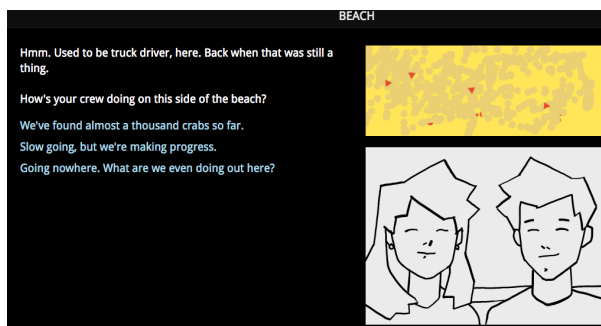 BEACH
Hmm. Used to be truck driver, here. Back when that was still a
thing.
How's your crew doing on this side of the beach?
We've found almost a thousand crabs so far.
Slow going, but we're making progress.
Going nowhere. What are we even doing out here?